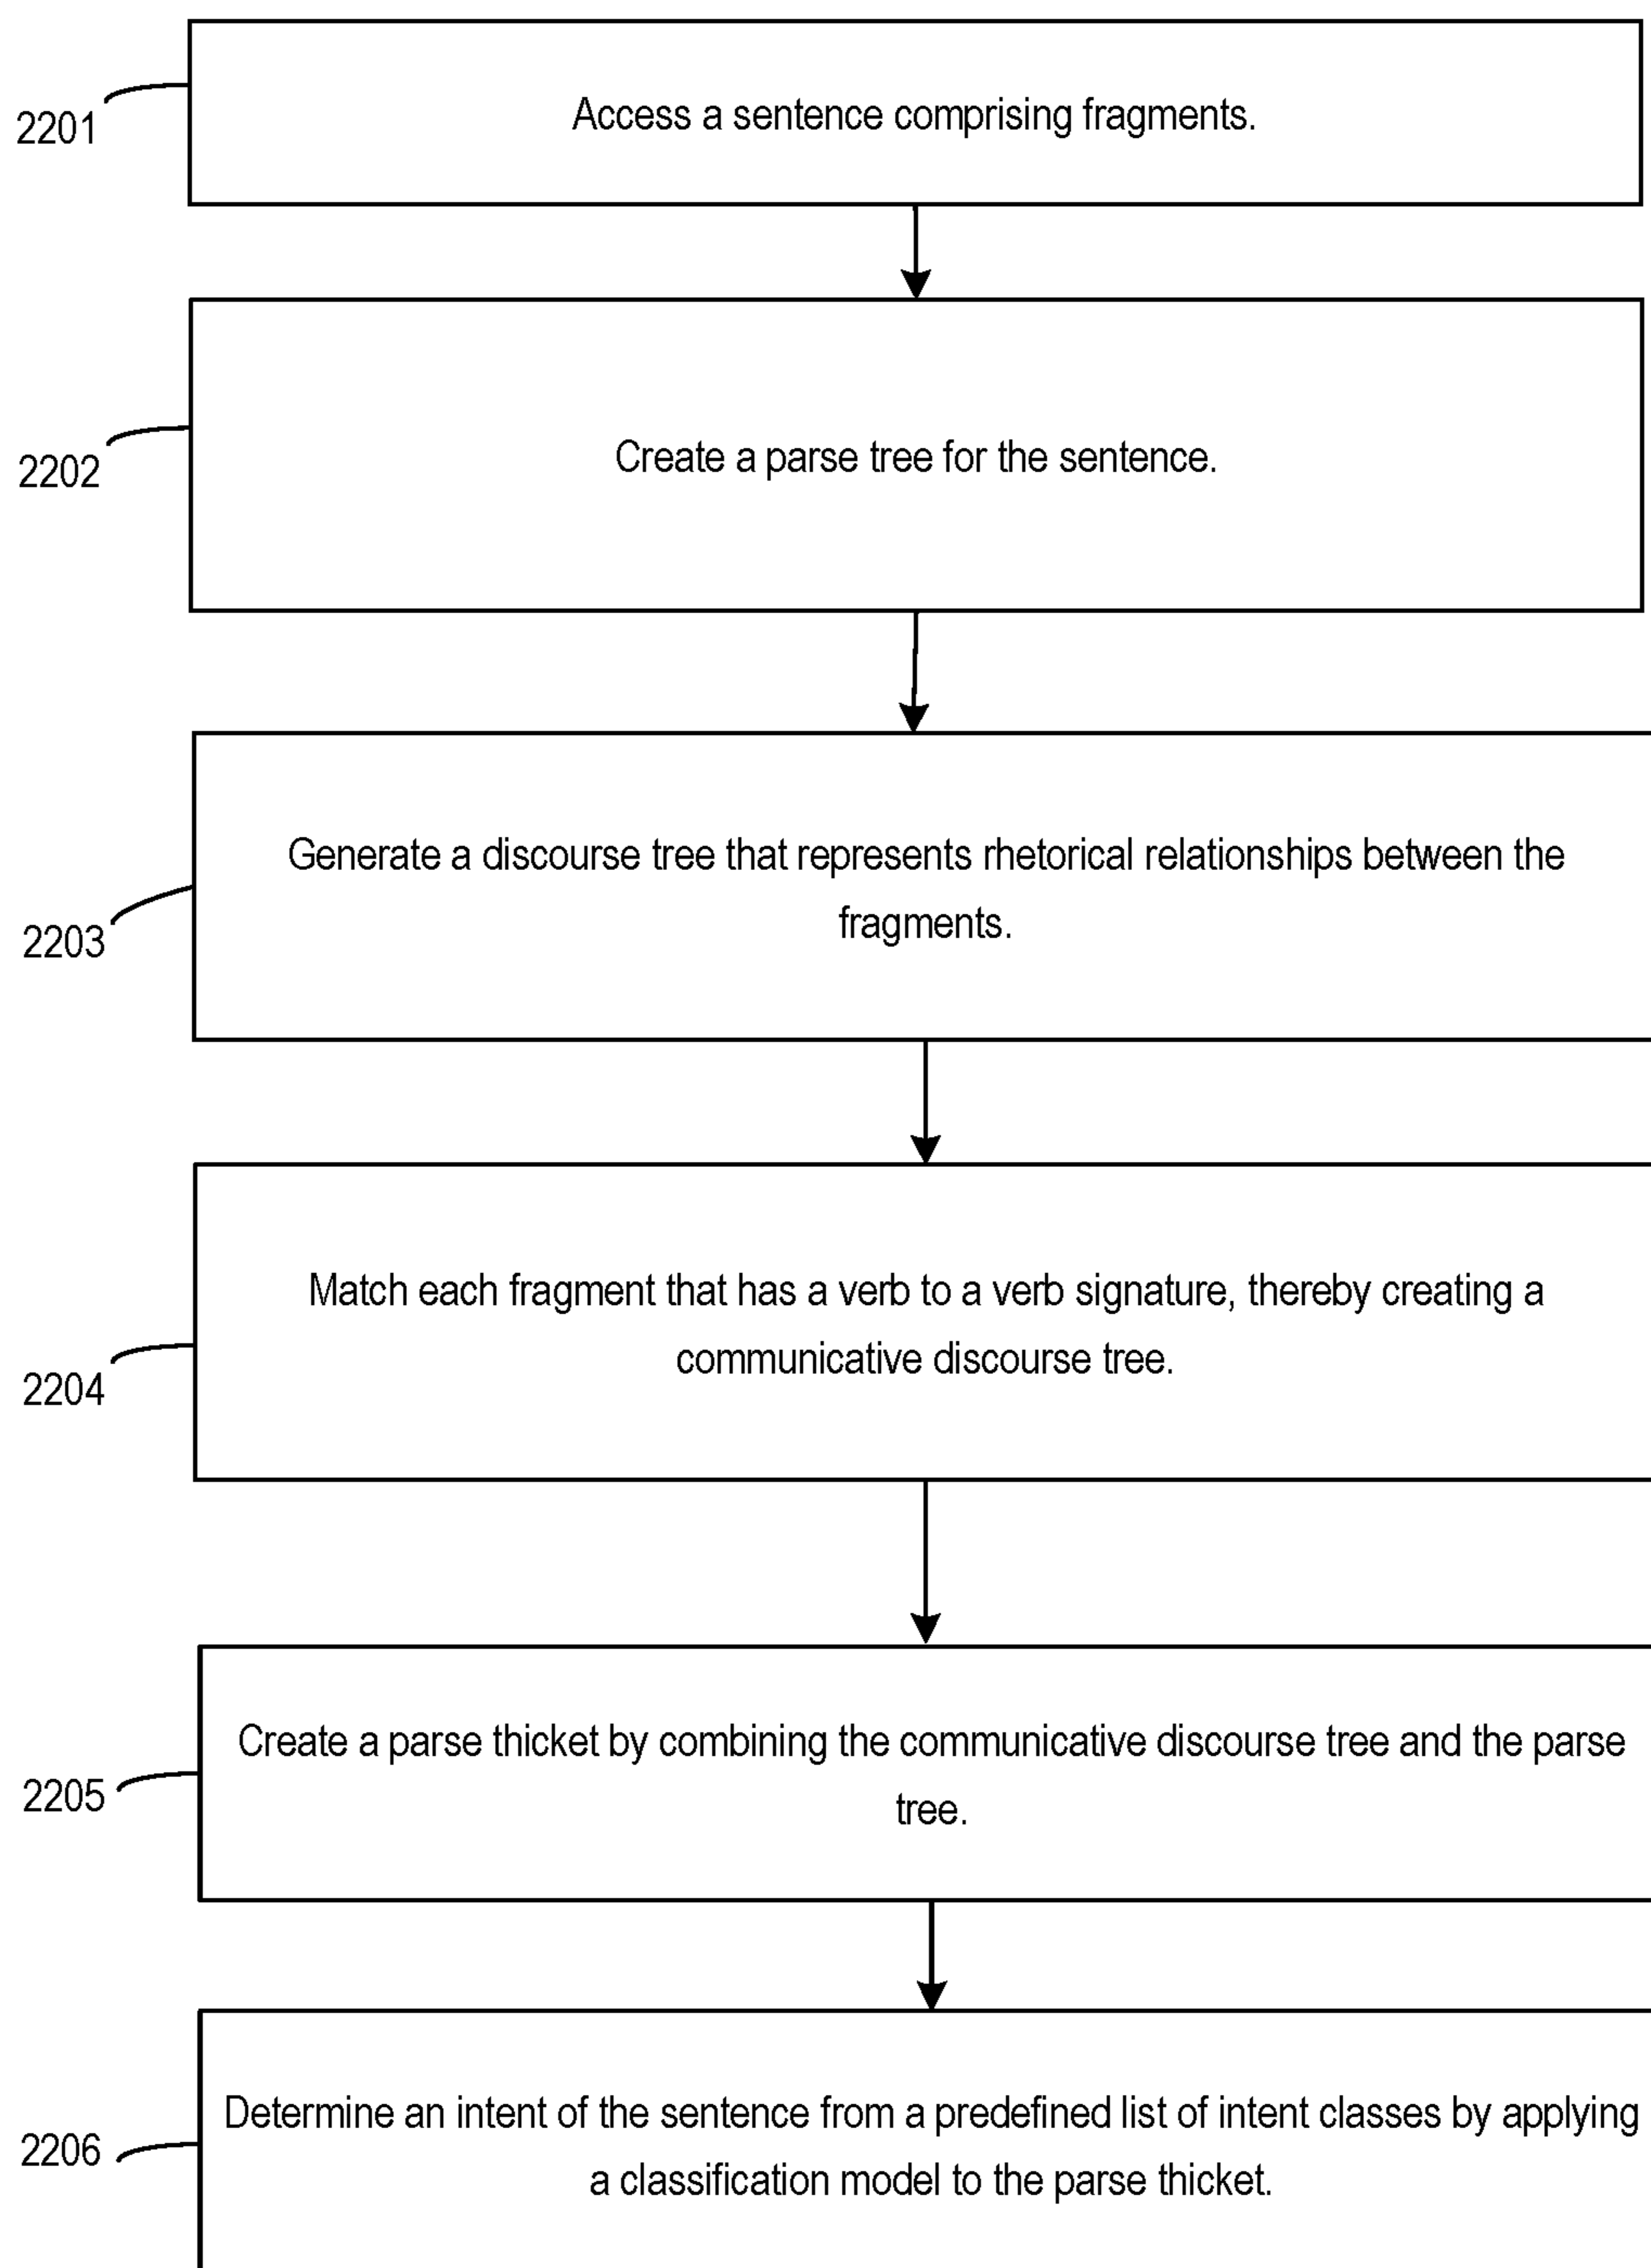 Access a sentence comprising fragments.
2201
Create a parse tree for the sentence.
2202
Generate a discourse tree that represents rhetorical relationships between the
fragments.
2203
Match each fragment that has a verb to a verb signature, thereby creating a
communicative discourse tree.
2204
Create a parse thicket by combining the communicative discourse tree and the parse
tree.
2205
Determine an intent of the sentence from a predefined list of intent classes by applying
a classification model to the parse thicket.
2206